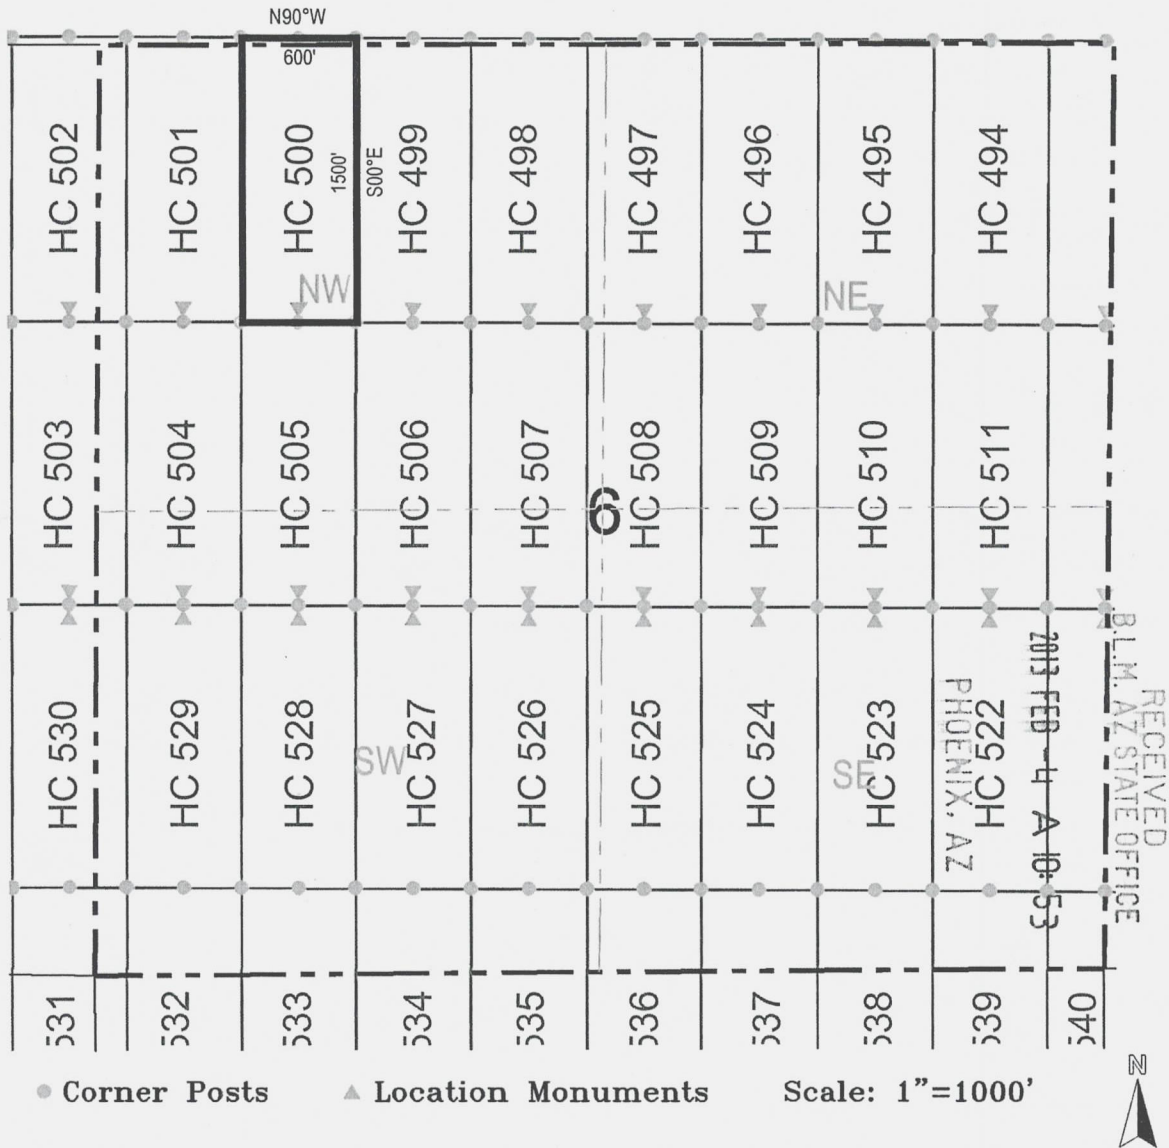 N90°W
600'
HC 502
HC 501
HC 500
1500'
S00°E
HC 499
HC 498
HC 497
HC 496
HC 495
HC 494
NW
NE
HC 503
HC 504
HC 505
HC 506
HC 507
6
HC 508
HC 509
HC 510
HC 511
HC 530
HC 529
HC 528
SW
HC 527
HC 526
HC 525
HC 524
SE
HC 523
HC 522
RECEIVED
B.L.M. AZ STATE OFFICE
2013 FEB -4 A 10:53
PHOENIX, AZ
531
532
533
534
535
536
537
538
539
540
Corner Posts
Location Monuments
Scale: 1"=1000'
N